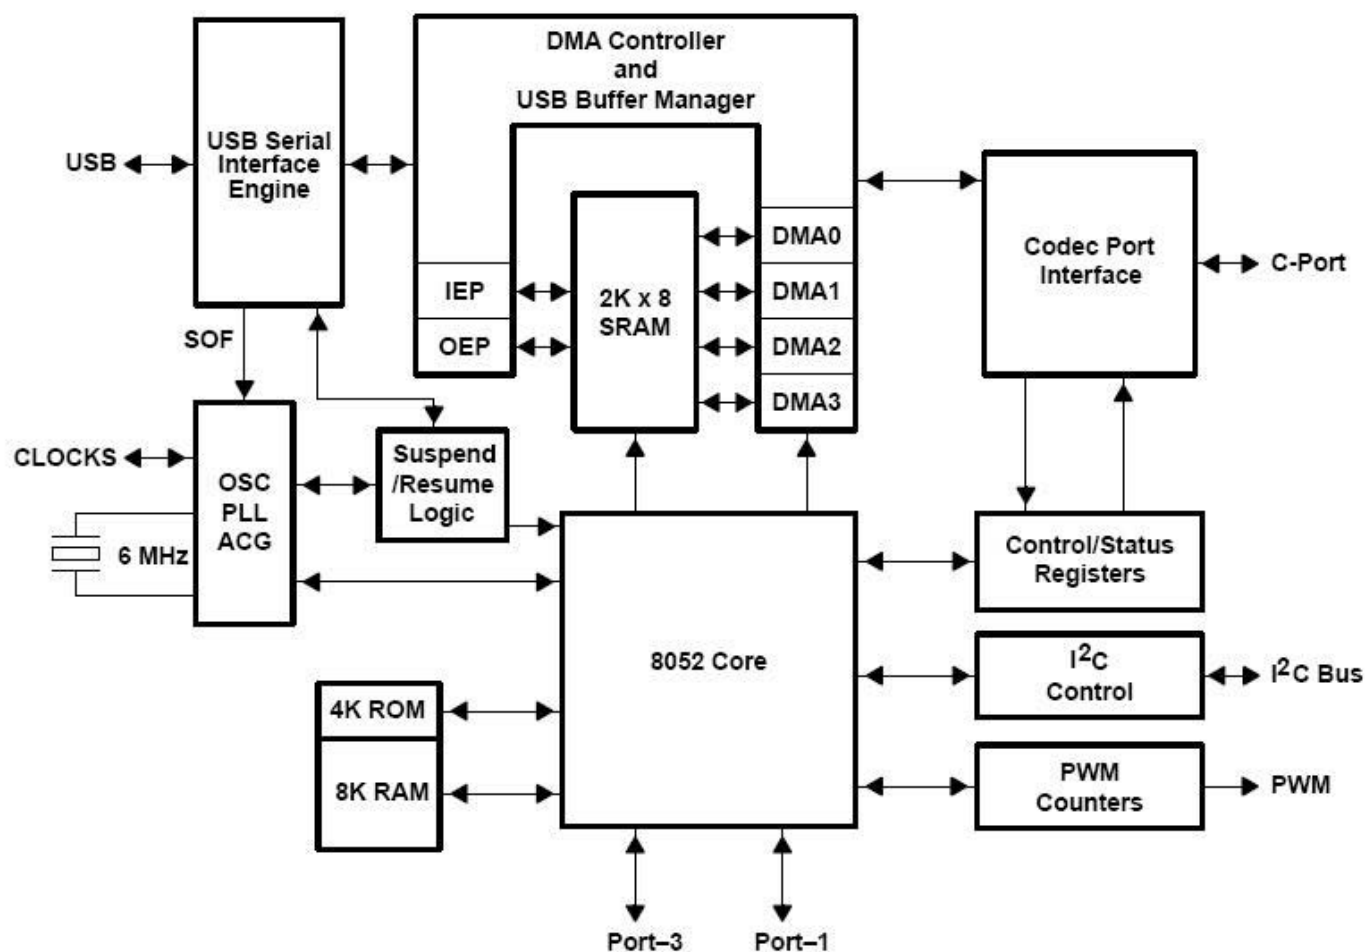 DMA Controller
and
USB Buffer Manager
USB Serial
Interface
Engine
USB
DMA0
DMA1
DMA2
DMA3
IEP
OEP
2K x 8
SRAM
Codec Port
Interface
C-Port
SOF
CLOCKS
OSC
PLL
ACG
6 MHz
Suspend
/Resume
Logic
8052 Core
Control/Status
Registers
I²C
Control
I²C Bus
PWM
Counters
PWM
4K ROM
8K RAM
Port–3
Port–1